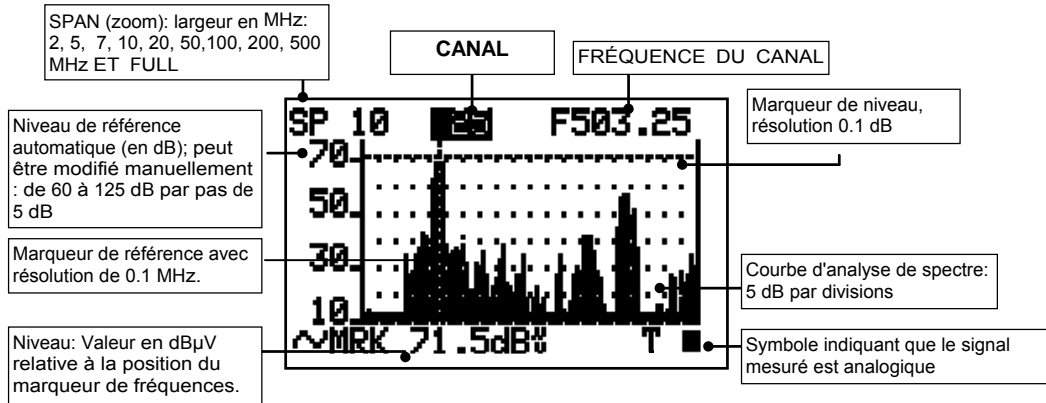 SPAN (zoom): largeur en MHz:
2, 5, 7, 10, 20, 50,100, 200, 500
MHz ET FULL
CANAL
FRÉQUENCE DU CANAL
Niveau de référence
automatique (en dB); peut
être modifié manuellement
: de 60 à 125 dB par pas de
5 dB
Marqueur de référence avec
résolution de 0.1 MHz.
Niveau: Valeur en dBµV
relative à la position du
marqueur de fréquences.
SP 10 F503.25
70
50
30
10
MRK 71.5dBµV T
Marqueur de niveau,
résolution 0.1 dB
Courbe d'analyse de spectre:
5 dB par divisions
Symbole indiquant que le signal
mesuré est analogique